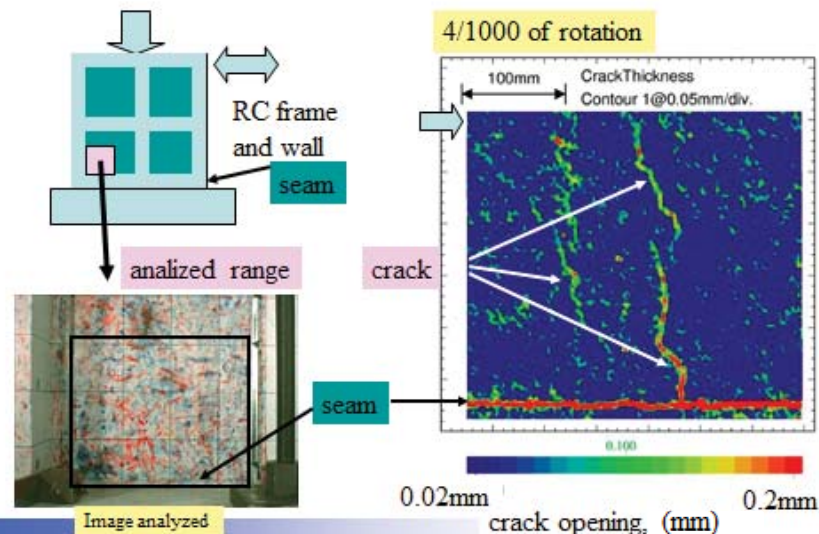 4/1000 of rotation
100mm
CrackThickness
Contour 1@0.05mm/div.
RC frame
and wall
seam
analized range
crack
seam
0.100
0.02mm
0.2mm
crack opening, (mm)
Image analyzed